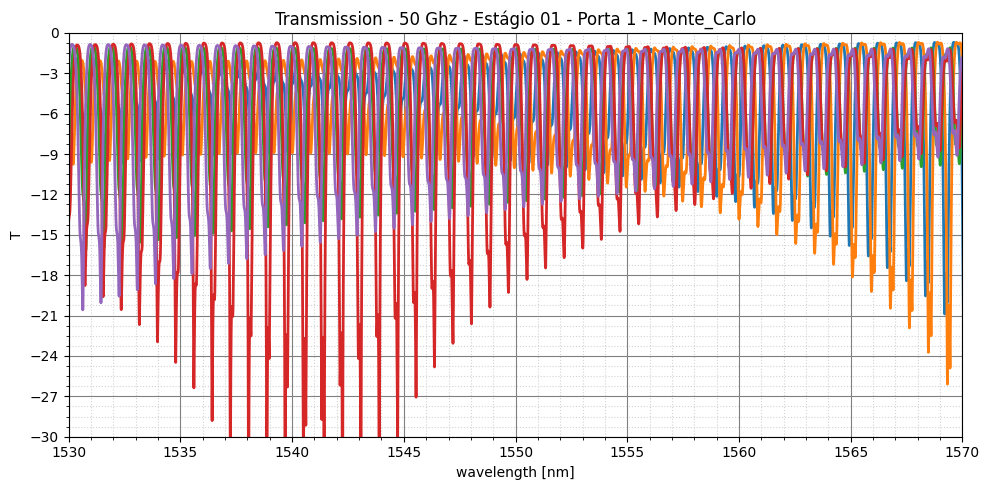 Transmission - 50 Ghz - Estágio 01 - Porta 1 - Monte_Carlo
T
0
−3
−6
−9
−12
−15
−18
−21
−24
−27
−30
1530 1535 1540 1545 1550 1555 1560 1565 1570
wavelength [nm]